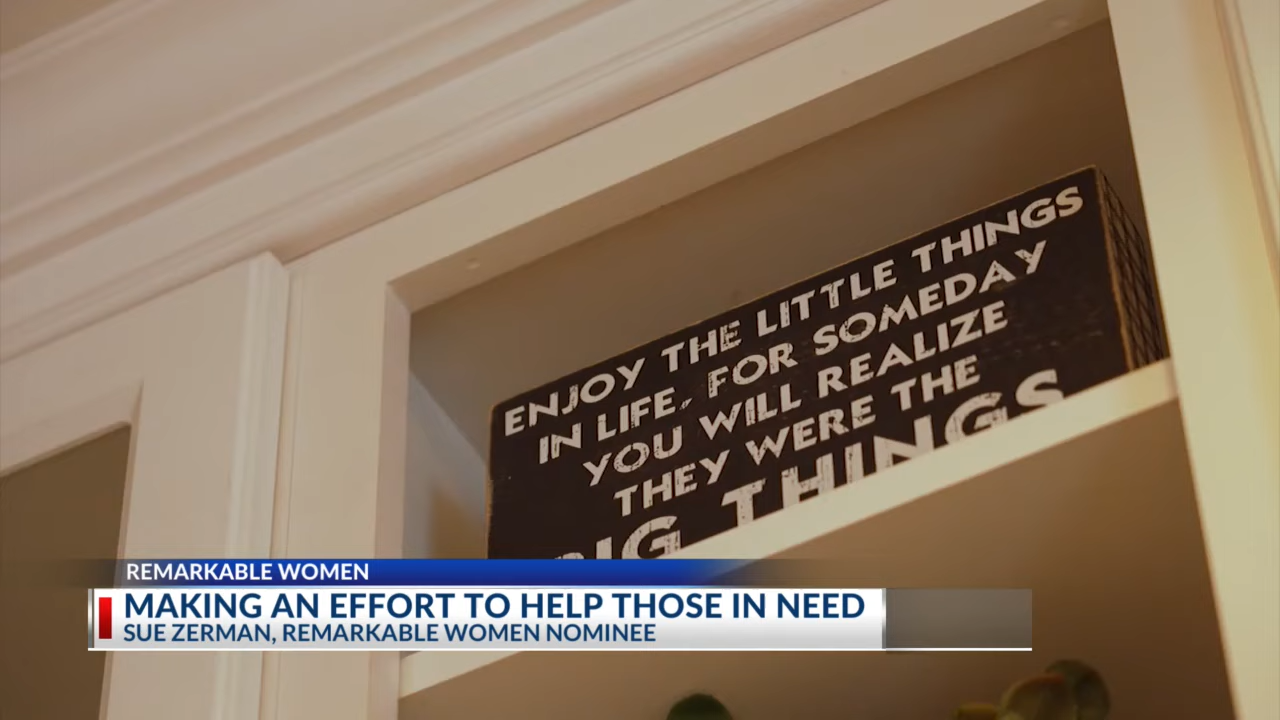 ENJOY THE LITTLE THINGS
IN LIFE, FOR SOMEDAY
YOU WILL REALIZE
THEY WERE THE
BIG THINGS
REMARKABLE WOMEN
MAKING AN EFFORT TO HELP THOSE IN NEED
SUE ZERMAN, REMARKABLE WOMEN NOMINEE